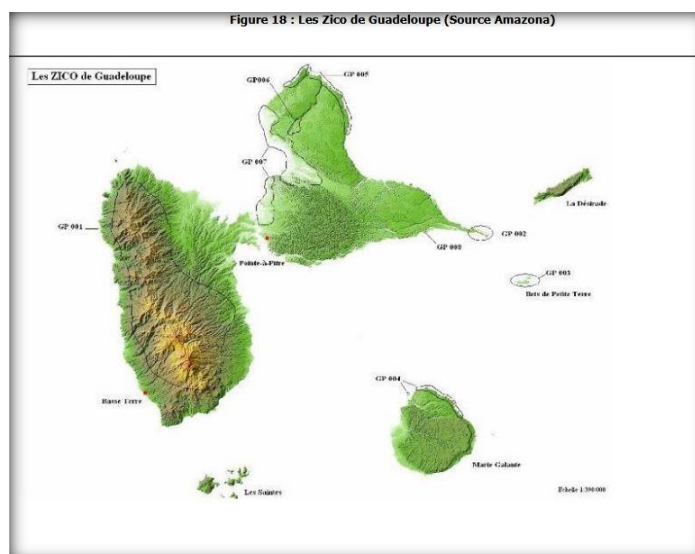 Figure 18 : Les Zico de Guadeloupe (Source Amazona)
Les ZICO de Guadeloupe
GP006
GP 005
GP 007
La Désirade
GP 001
GP 002
GP 008
Pointe-à-Pitre
GP 003
Ilets de Petite Terre
GP 004
Basse Terre
Marie Galante
Les Saintes
Echelle 1:390 000